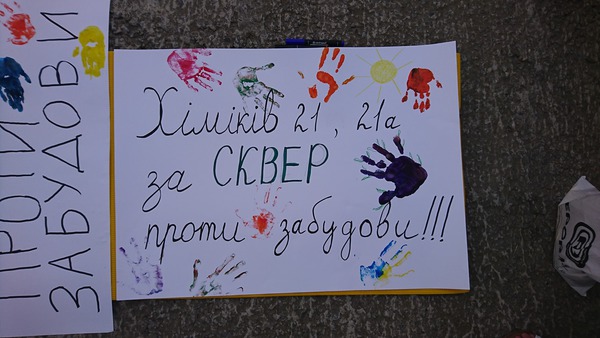 ПРОТИ
ЗАБУДОВИ
Хіміків 21, 21а
за СКВЕР
проти забудови!!!